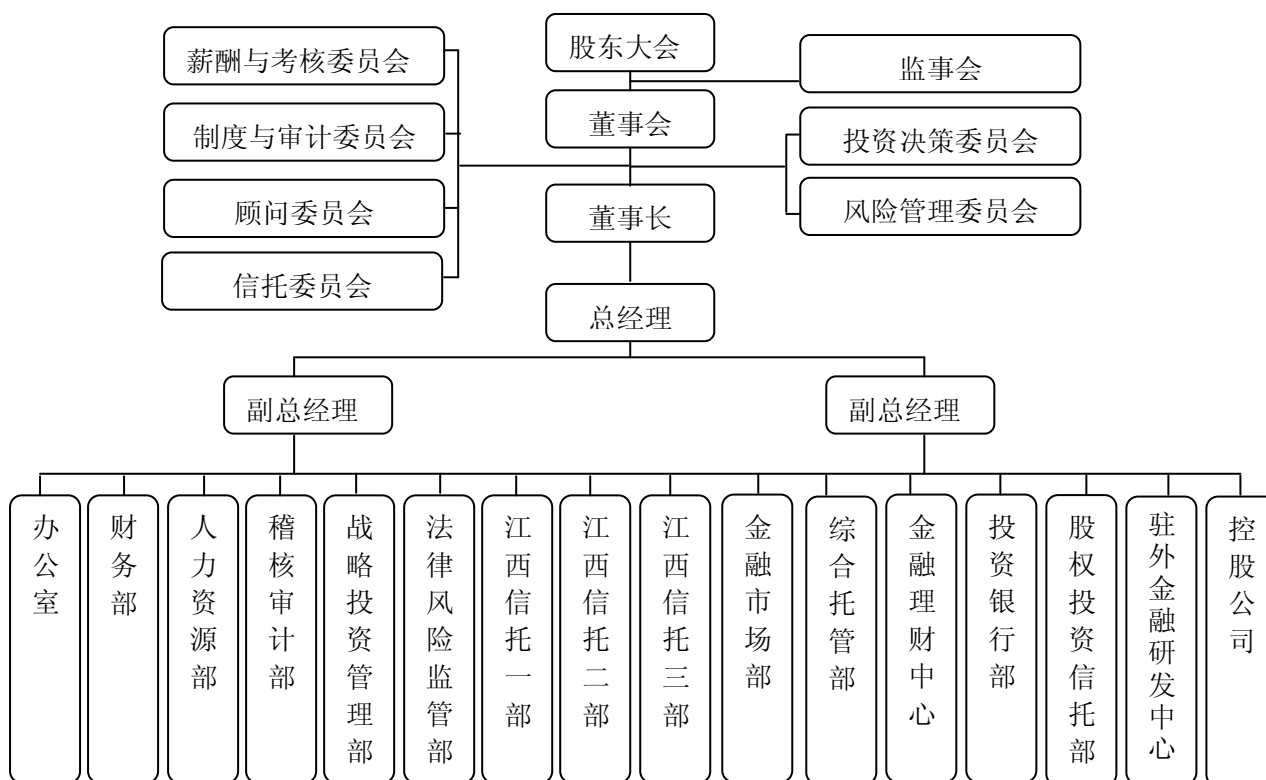 股东大会
薪酬与考核委员会
监事会
董事会
制度与审计委员会
投资决策委员会
顾问委员会
董事长
风险管理委员会
信托委员会
总经理
副总经理
副总经理
办公室
财务部
人力资源部
稽核审计部
战略投资管理部
法律风险监管部
江西信托一部
江西信托二部
江西信托三部
金融市场部
综合托管部
金融理财中心
投资银行部
股权投资信托部
驻外金融研发中心
控股公司